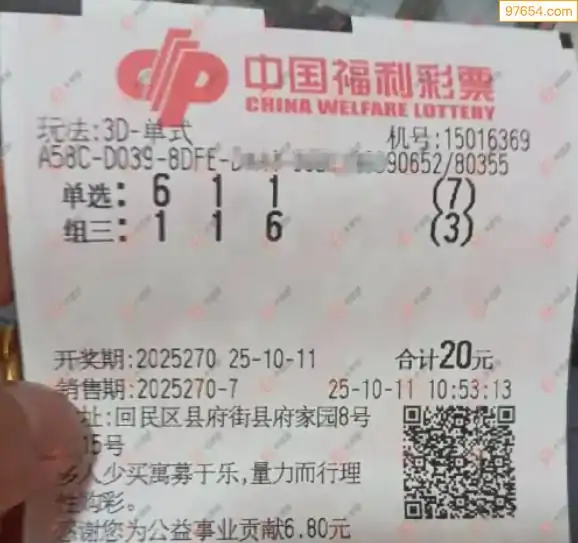 97654.com
中国福利彩票
CHINA WELFARE LOTTERY
玩法:3D-单式
机号:15016369
A58C-D039-8DFE- 90652/80355
单选: 6 1 1 (7)
组三: 1 1 6 (3)
开奖期:2025270 25-10-11 合计20元
销售期:2025270-7 25-10-11 10:53:13
址:回民区县府街县府家园8号
15号
多人少买寓募于乐,量力而行理
性购彩。
感谢您为公益事业贡献6.80元